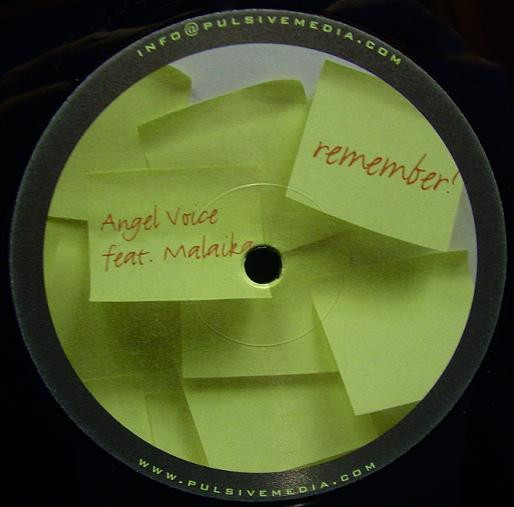 INFO@PULSIVEMEDIA.COM
remember!
Angel Voice
feat. Malaika
WWW.PULSIVEMEDIA.COM